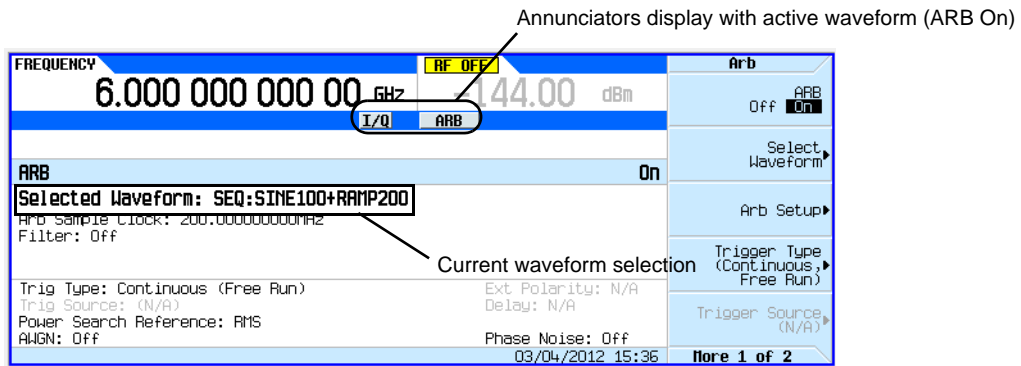 Annunciators display with active waveform (ARB On)
FREQUENCY
RF OFF
6.000 000 000 00 GHz
-144.00 dBm
I/Q
ARB
ARB On
Selected Waveform: SEQ:SINE100+RAMP200
Arb Sample Clock: 200.000000000MHz
Filter: Off
Current waveform selection
Trig Type: Continuous (Free Run)
Ext Polarity: N/A
Trig Source: (N/A)
Delay: N/A
Power Search Reference: RMS
AWGN: Off
Phase Noise: Off
03/04/2012 15:36
Arb
ARB
Off On
Select
Waveform
Arb Setup
Trigger Type
(Continuous,
Free Run)
Trigger Source
(N/A)
More 1 of 2